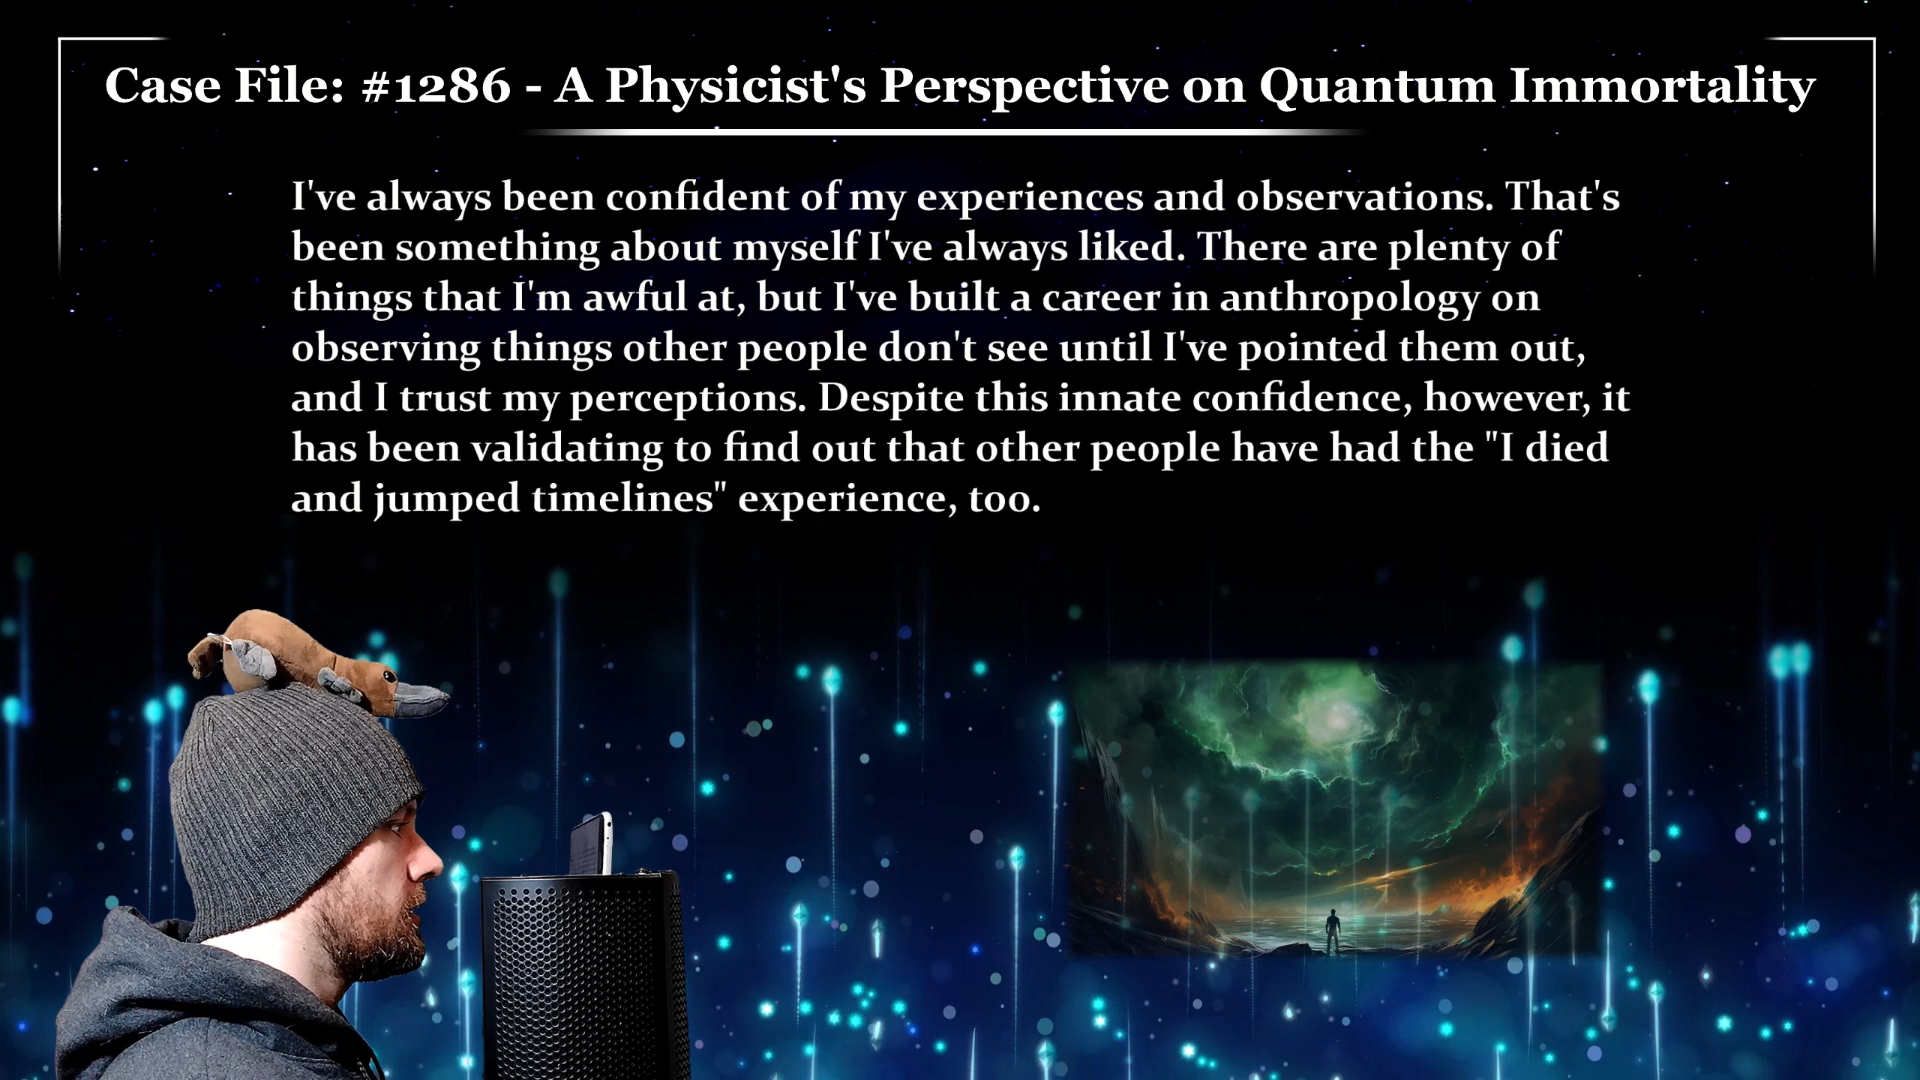 Case File: #1286 - A Physicist's Perspective on Quantum Immortality
I've always been confident of my experiences and observations. That's
been something about myself I've always liked. There are plenty of
things that I'm awful at, but I've built a career in anthropology on
observing things other people don't see until I've pointed them out,
and I trust my perceptions. Despite this innate confidence, however, it
has been validating to find out that other people have had the "I died
and jumped timelines" experience, too.